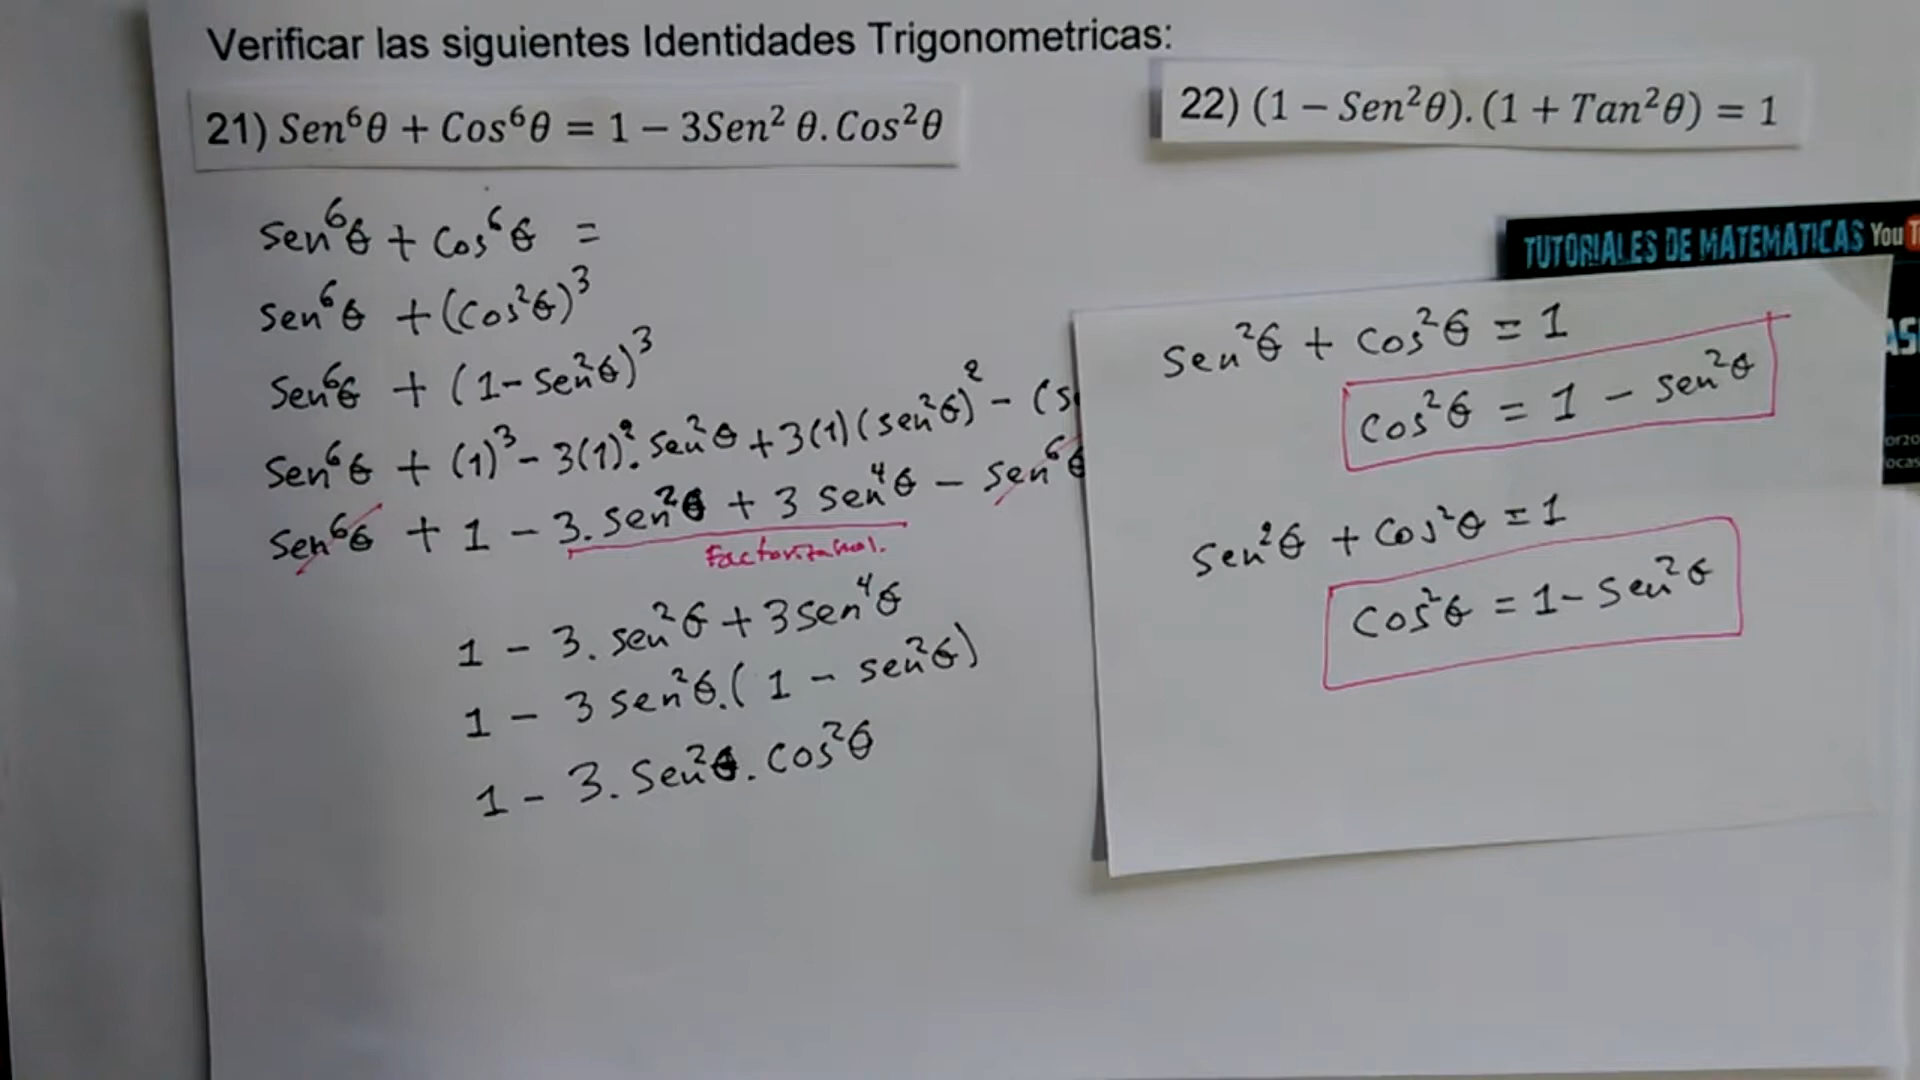 Verificar las siguientes Identidades Trigonometricas:
21) Sen⁶θ + Cos⁶θ = 1 − 3Sen² θ. Cos²θ
22) (1 − Sen²θ). (1 + Tan²θ) = 1
Sen⁶θ + Cos⁶θ =
Sen⁶θ + (Cos²θ)³
Sen⁶θ + (1 - Sen²θ)³
Sen⁶θ + (1)³ - 3(1)². Sen²θ + 3(1)(sen²θ)² - (s
Sen⁶θ + 1 - 3. Sen²θ + 3 Sen⁴θ - Sen⁶θ
1 - 3. Sen²θ + 3 Sen⁴θ
1 - 3 Sen²θ.(1 - Sen²θ)
1 - 3. Sen²θ. Cos²θ
TUTORIALES DE MATEMATICAS YouT
Sen²θ + Cos²θ = 1
Cos²θ = 1 - Sen²θ
Sen²θ + Cos²θ = 1
Cos²θ = 1 - Sen²θ